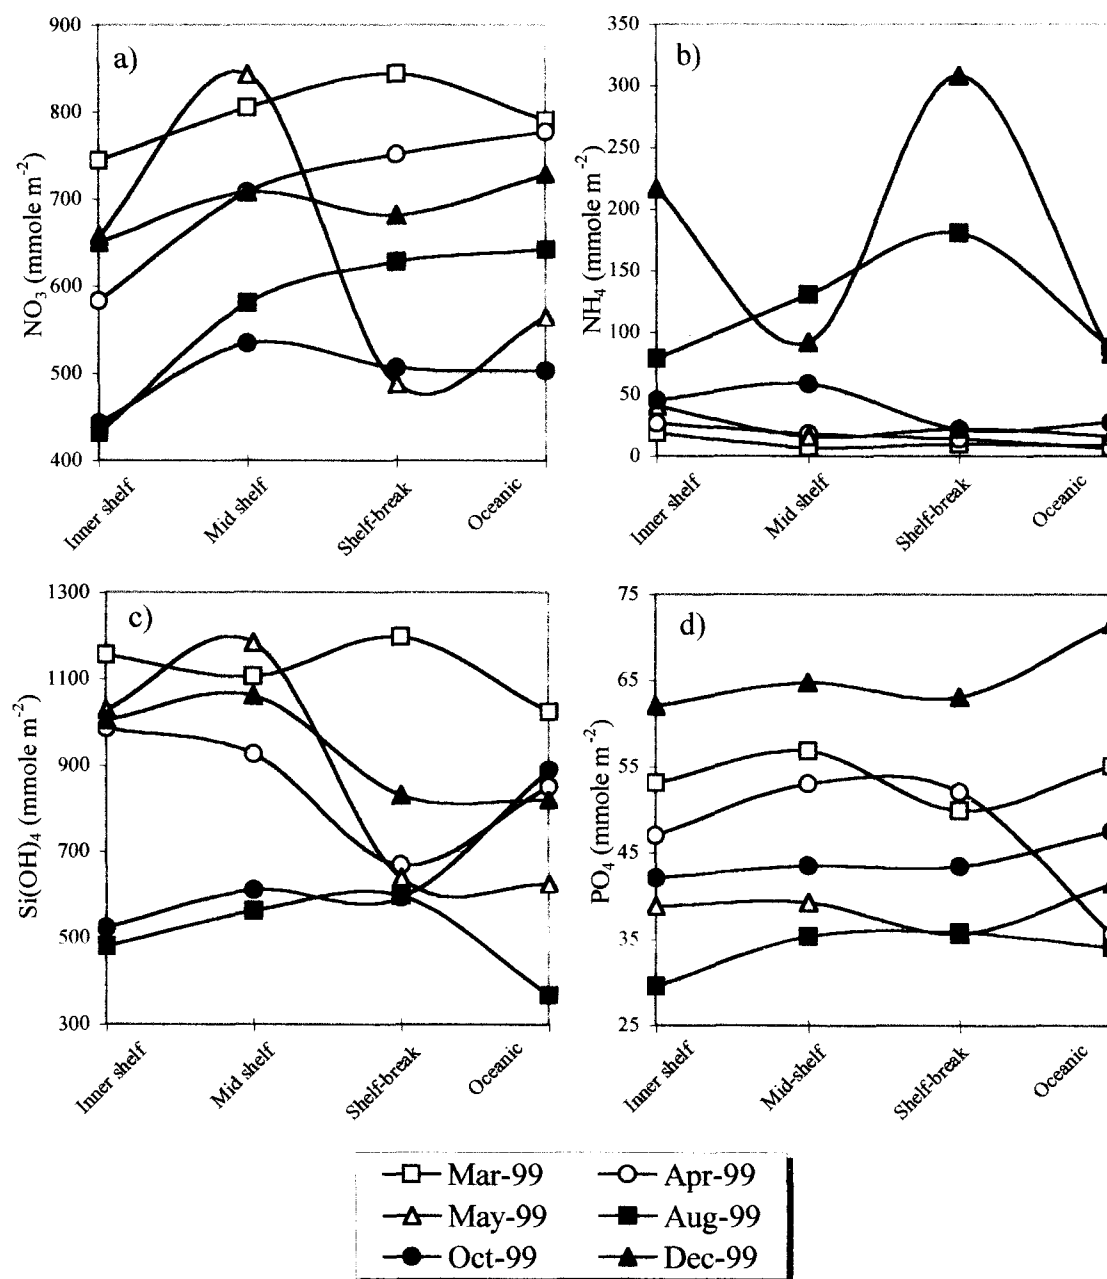 a)
NO3 (mmole m-2)
900
800
700
600
500
400
Inner shelf
Mid shelf
Shelf-break
Oceanic
b)
NH4 (mmole m-2)
350
300
250
200
150
100
50
0
Inner shelf
Mid shelf
Shelf-break
Oceanic
c)
Si(OH)4 (mmole m-2)
1300
1100
900
700
500
300
Inner shelf
Mid shelf
Shelf-break
Oceanic
d)
PO4 (mmole m-2)
75
65
55
45
35
25
Inner shelf
Mid-shelf
Shelf-break
Oceanic
Mar-99 Apr-99
May-99 Aug-99
Oct-99 Dec-99